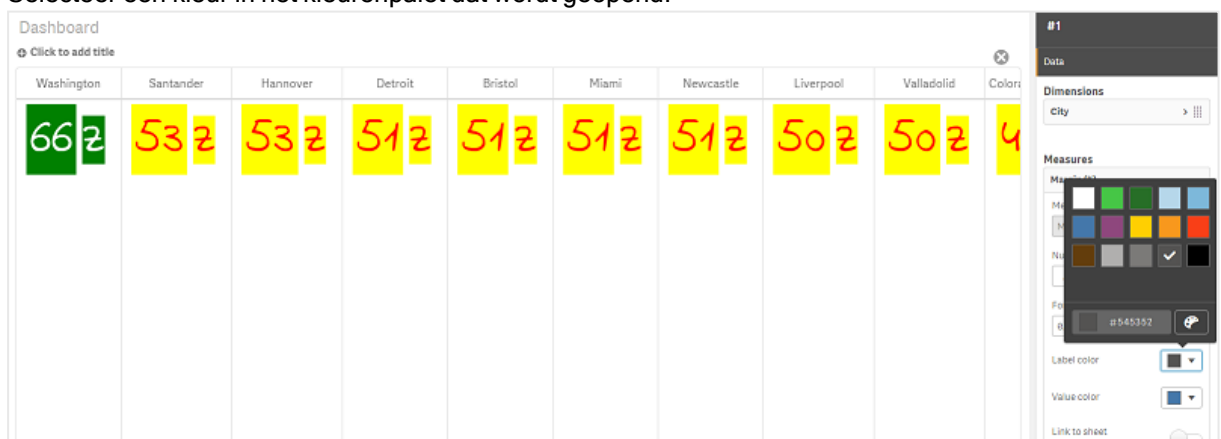 Dashboard
Click to add title
Washington Santander Hannover Detroit Bristol Miami Newcastle Liverpool Valladolid
66 z 53 z 53 z 51 z 51 z 51 z 51 z 50 z 50 z 4
#1
Data
Dimensions
City
Measures
#545352
Label color
Value color
Link to sheet